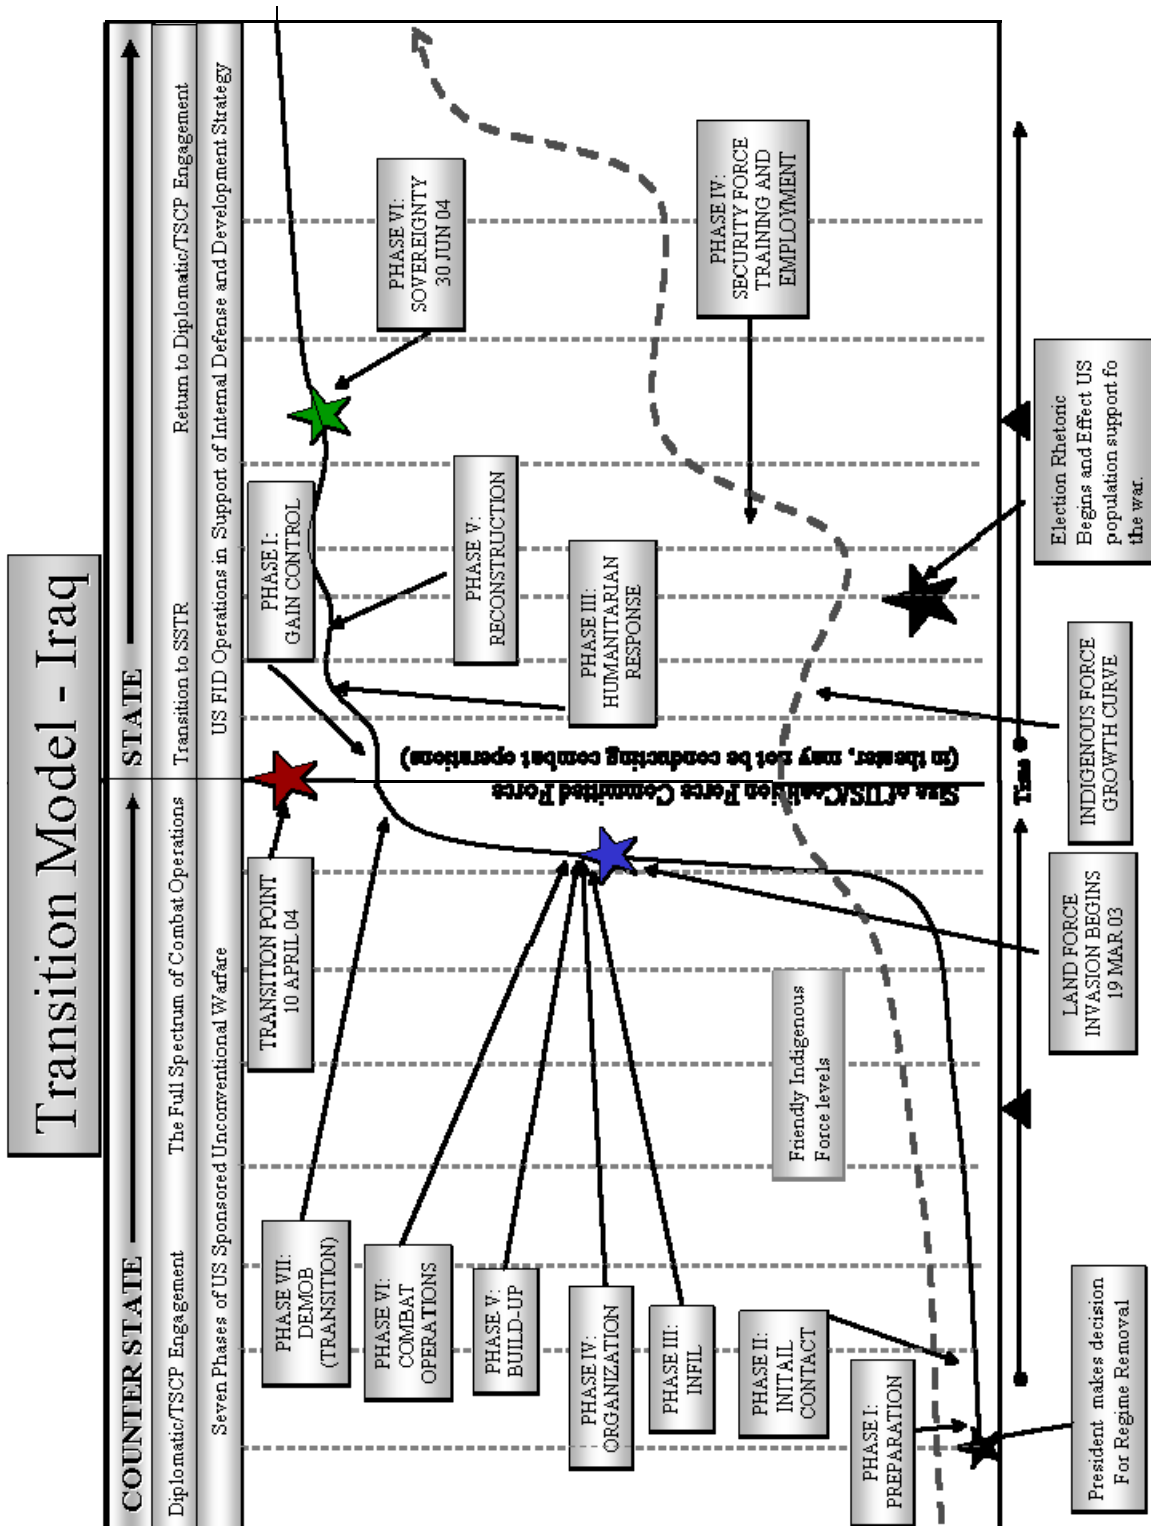 Transition Model - Iraq
COUNTER STATE
STATE
Diplomatic/TSCP Engagement
The Full Spectrum of Combat Operations
Transition to SSTR
Return to Diplomatic/TSCP Engagement
Seven Phases of US Sponsored Unconventional Warfare
US FID Operations in Support of Internal Defense and Development Strategy
TRANSITION POINT
10 APRIL 04
PHASE I:
GAIN CONTROL
PHASE VI:
SOVEREIGNTY
30 JUN 04
PHASE VII:
DEMOB
(TRANSITION)
PHASE VI:
COMBAT
OPERATIONS
PHASE V:
BUILD-UP
PHASE IV:
ORGANIZATION
PHASE III:
INFIL
PHASE II:
INITAIL
CONTACT
PHASE I:
PREPARATION
PHASE V:
RECONSTRUCTION
PHASE III:
HUMANITARIAN
RESPONSE
PHASE IV:
SECURITY FORCE
TRAINING AND
EMPLOYMENT
Size of US/Coalition Force Committed Force
(in theater, may not be conducting combat operations)
Friendly Indigenous
Force levels
Time
President makes decision
For Regime Removal
LAND FORCE
INVASION BEGINS
19 MAR 03
INDIGENOUS FORCE
GROWTH CURVE
Election Rhetoric
Begins and Effect US
population support fo
the war.